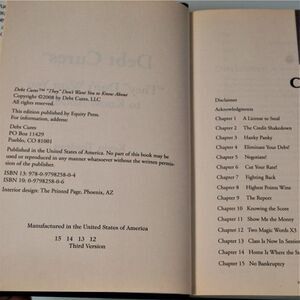 Debt Cures™ "They" Don't Want You to Know About
Copyright ©2008 by Debt Cures, LLC
All rights reserved.
This edition published by Equity Press.
For information, address:
Debt Cures
PO Box 11439
Pueblo, CO 81001
Published in the United States of America. No part of this book may be
reproduced in any manner whatsoever without the written permission
of the publisher.
ISBN 13: 978-0-9798258-0-4
ISBN 10: 0-9798258-0-6
Interior design: The Printed Page, Phoenix, AZ
Manufactured in the United States of America
15 14 13 12
Third Version
C
Disclaimer
Acknowledgments
Chapter 1 A License to Steal
Chapter 2 The Credit Shakedown
Chapter 3 Hanky Panky
Chapter 4 Eliminate Your Debt!
Chapter 5 Negotiate!
Chapter 6 Cut Your Rate!
Chapter 7 Fighting Back
Chapter 8 Highest Points Wins
Chapter 9 The Report
Chapter 10 Knowing the Score
Chapter 11 Show Me the Money
Chapter 12 Two Magic Words X3
Chapter 13 Class Is Now In Sessio
Chapter 14 Home Is Where the Sta
Chapter 15 No Bankruptcy